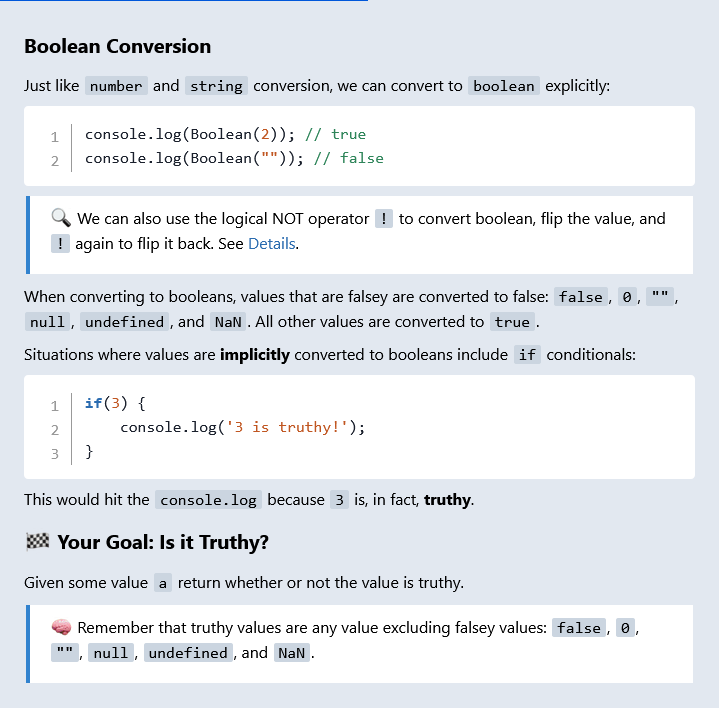 Boolean Conversion
Just like number and string conversion, we can convert to boolean explicitly:
1 console.log(Boolean(2)); // true
2 console.log(Boolean("")); // false
🔍 We can also use the logical NOT operator ! to convert boolean, flip the value, and
! again to flip it back. See Details.
When converting to booleans, values that are falsey are converted to false: false, 0, "",
null, undefined, and NaN. All other values are converted to true.
Situations where values are implicitly converted to booleans include if conditionals:
1 if(3) {
2     console.log('3 is truthy!');
3 }
This would hit the console.log because 3 is, in fact, truthy.
🏁 Your Goal: Is it Truthy?
Given some value a return whether or not the value is truthy.
🧠 Remember that truthy values are any value excluding falsey values: false, 0,
"", null, undefined, and NaN.